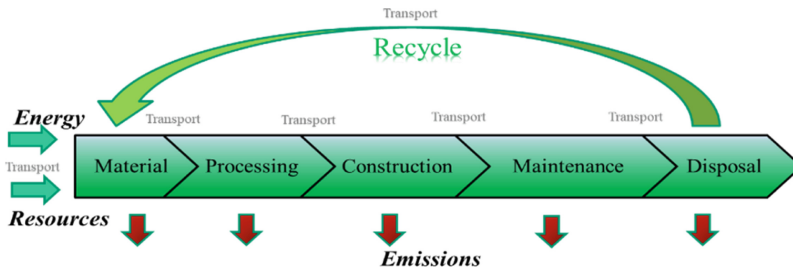 Transport
Recycle
Energy
Transport Transport Transport Transport
Material Processing Construction Maintenance Disposal
Transport
Resources
Emissions